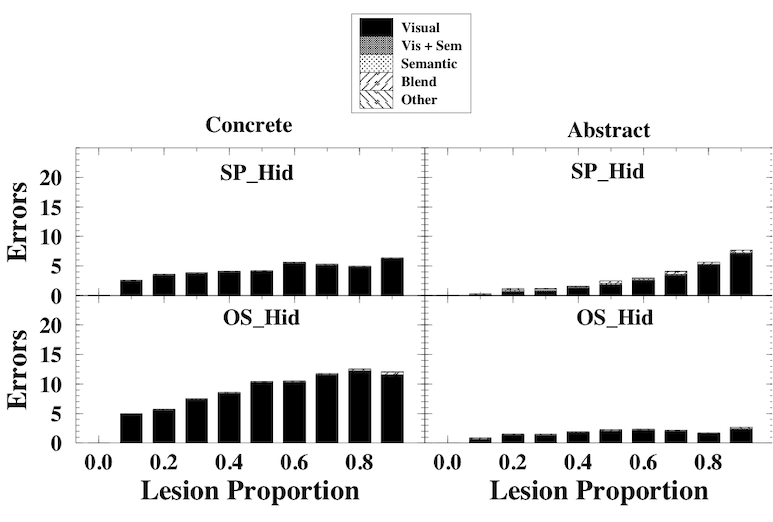 Visual
Vis + Sem
Semantic
Blend
Other
Concrete
Abstract
SP_Hid
SP_Hid
Errors
20
15
10
5
0
OS_Hid
OS_Hid
Errors
20
15
10
5
0
0.0 0.2 0.4 0.6 0.8
0.0 0.2 0.4 0.6 0.8
Lesion Proportion
Lesion Proportion